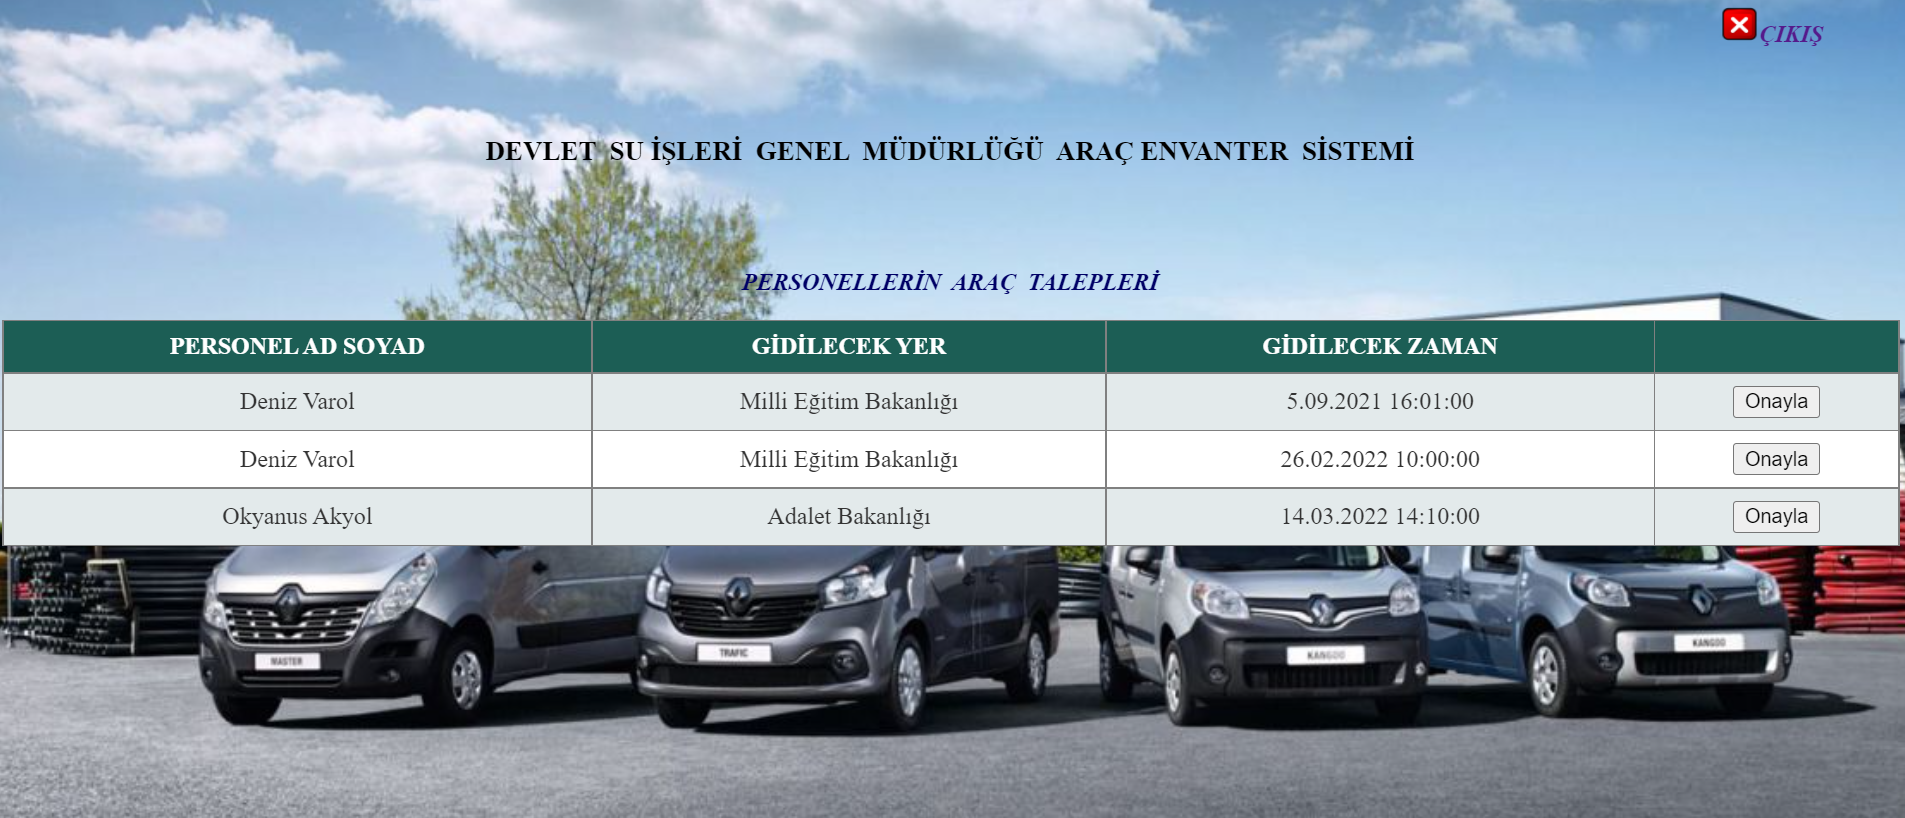 ÇIKIŞ
DEVLET SU İŞLERİ GENEL MÜDÜRLÜĞÜ ARAÇ ENVANTER SİSTEMİ
PERSONELLERİN ARAÇ TALEPLERİ
PERSONEL AD SOYAD GİDİLECEK YER GİDİLECEK ZAMAN
Deniz Varol Milli Eğitim Bakanlığı 5.09.2021 16:01:00 Onayla
Deniz Varol Milli Eğitim Bakanlığı 26.02.2022 10:00:00 Onayla
Okyanus Akyol Adalet Bakanlığı 14.03.2022 14:10:00 Onayla
MASTER TRAFIC KANGOO KANGOO